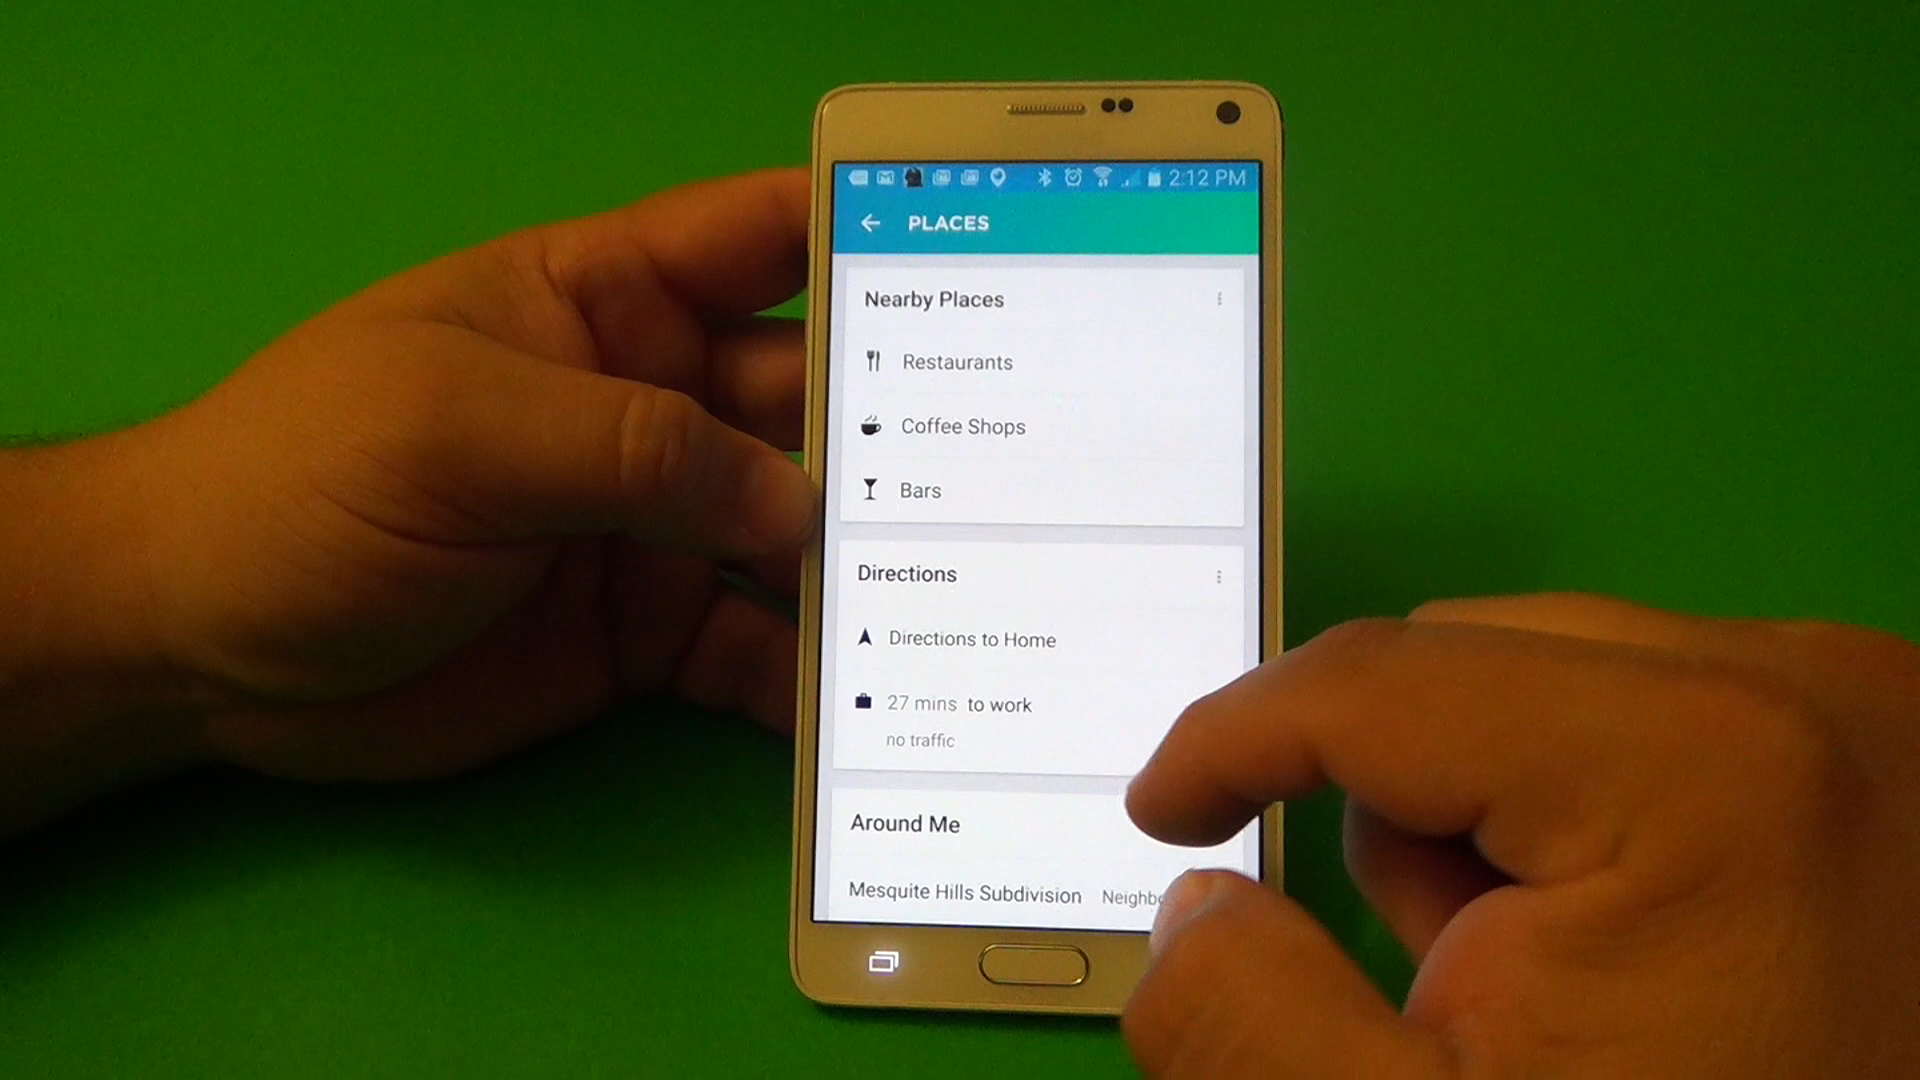 2:12 PM
PLACES
Nearby Places
Restaurants
Coffee Shops
Bars
Directions
Directions to Home
27 mins to work
no traffic
Around Me
Mesquite Hills Subdivision